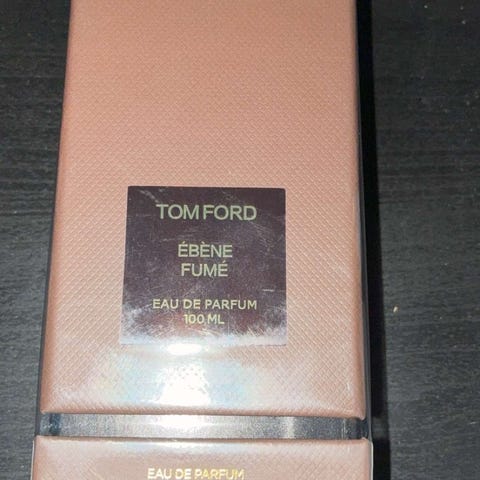 TOM FORD
ÉBÈNE
FUMÉ
EAU DE PARFUM
100 ML
EAU DE PARFUM